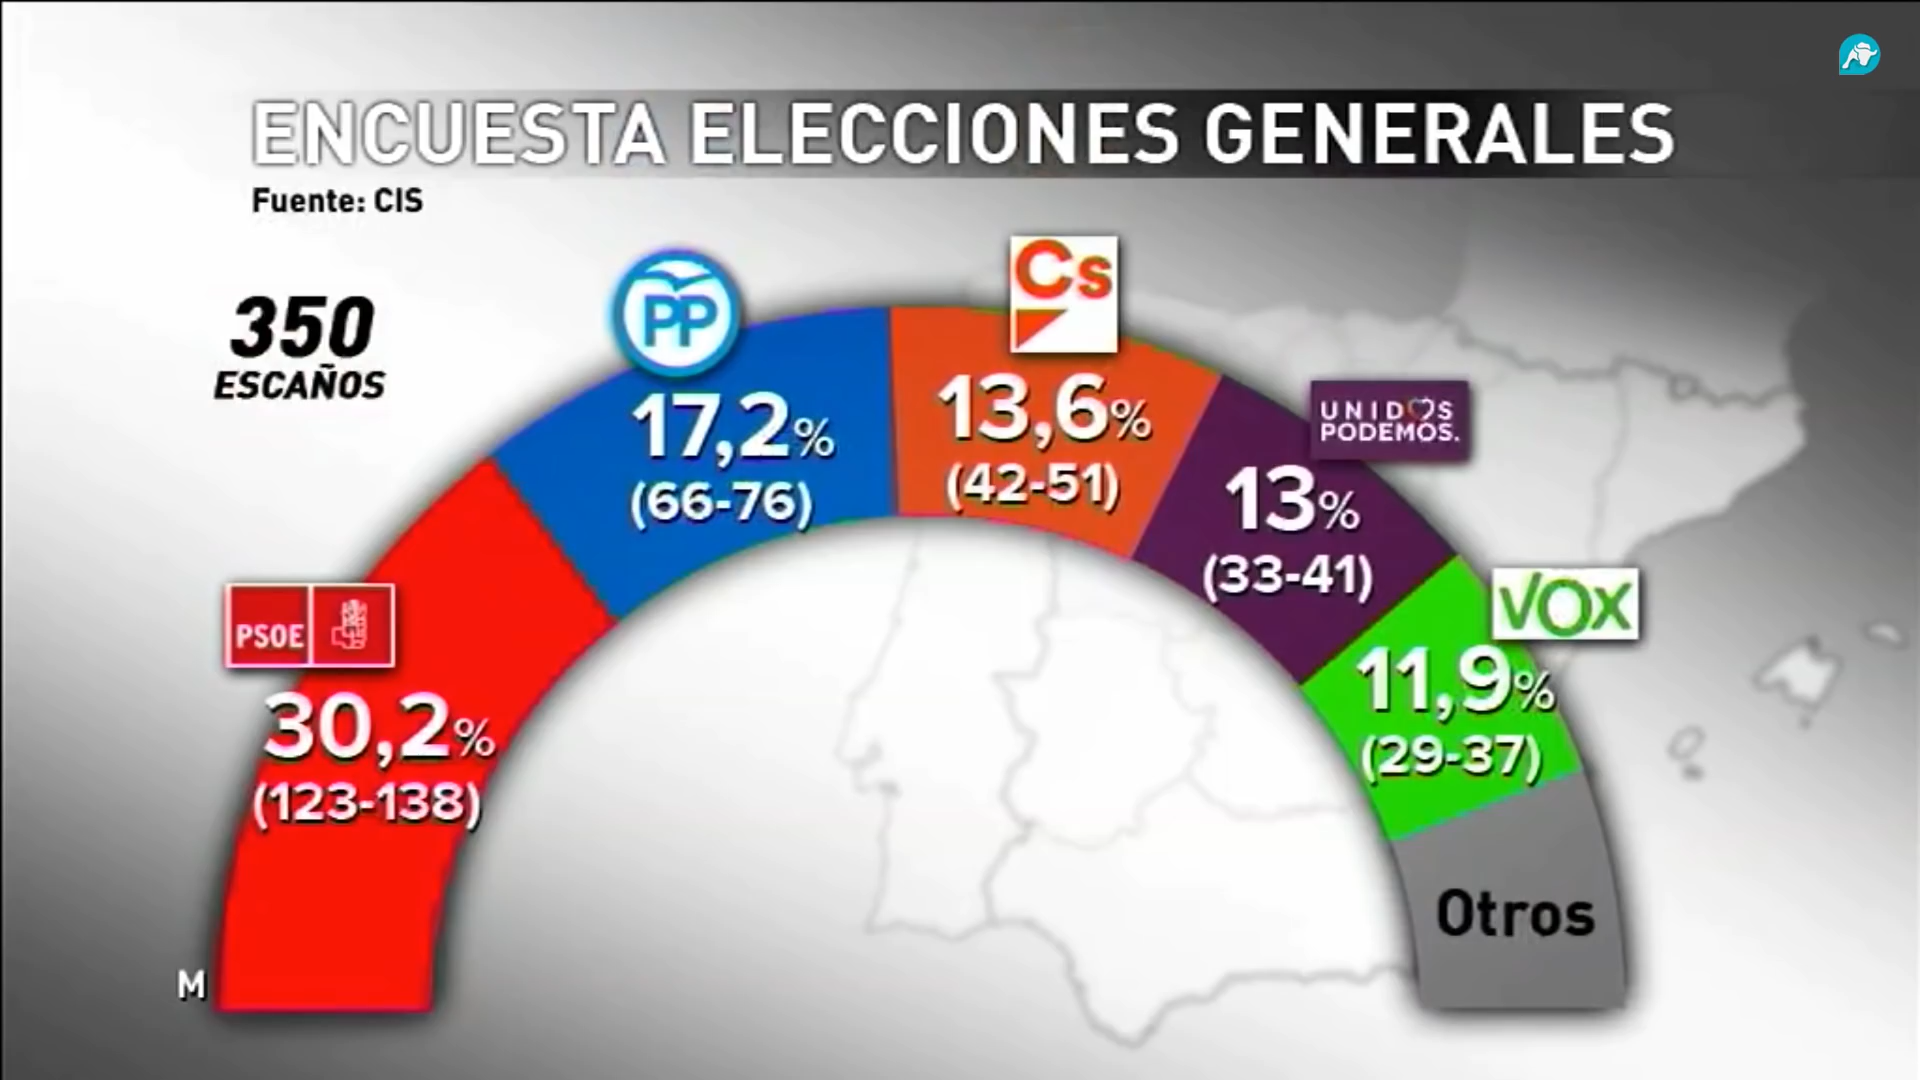 ENCUESTA ELECCIONES GENERALES
Fuente: CIS
350
ESCAÑOS
PSOE
30,2%
(123-138)
PP
17,2%
(66-76)
Cs
13,6%
(42-51)
UNIDOS
PODEMOS.
13%
(33-41)
VOX
11,9%
(29-37)
Otros
M